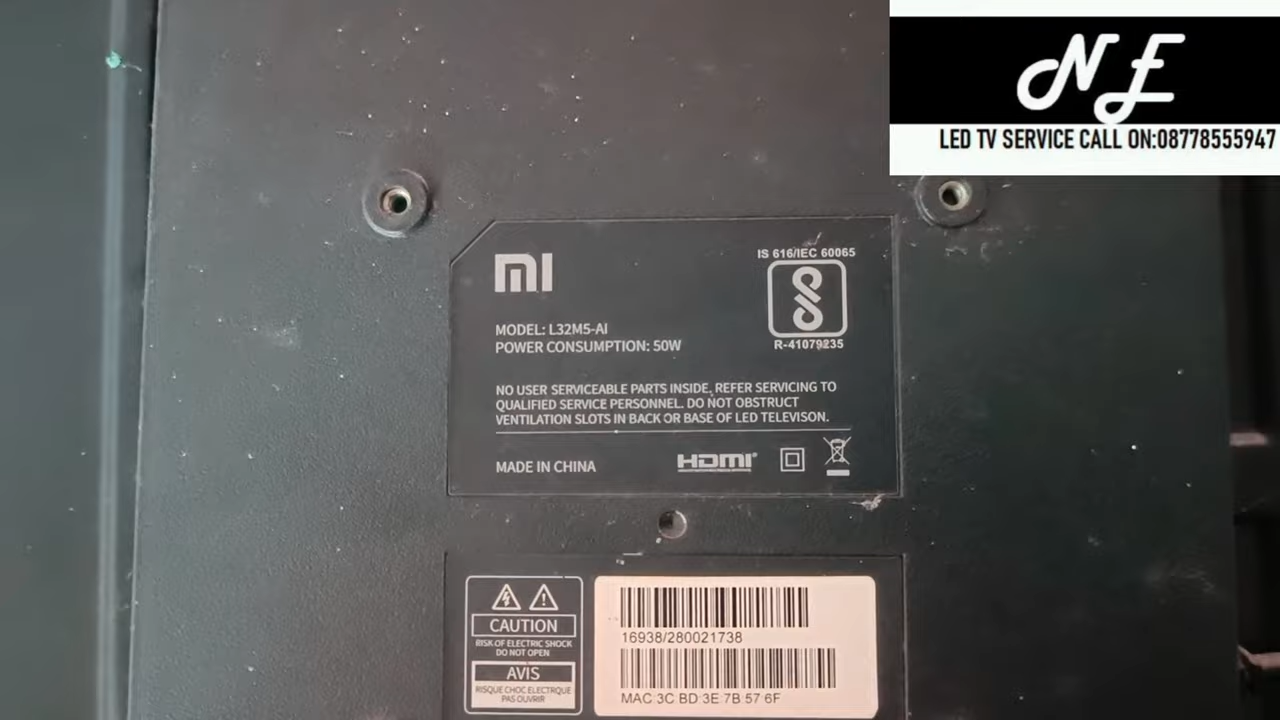 NE
LED TV SERVICE CALL ON:08778555947
mi
IS 616/IEC 60065
MODEL: L32M5-AI
POWER CONSUMPTION: 50W
R-41079235
NO USER SERVICEABLE PARTS INSIDE, REFER SERVICING TO
QUALIFIED SERVICE PERSONNEL. DO NOT OBSTRUCT
VENTILATION SLOTS IN BACK OR BASE OF LED TELEVISON.
MADE IN CHINA
HDMI
CAUTION
RISK OF ELECTRIC SHOCK
DO NOT OPEN
AVIS
RISQUE CHOC ELECTRQUE
PAS OUVRIR
16938/280021738
MAC:3C BD 3E 7B 57 6F